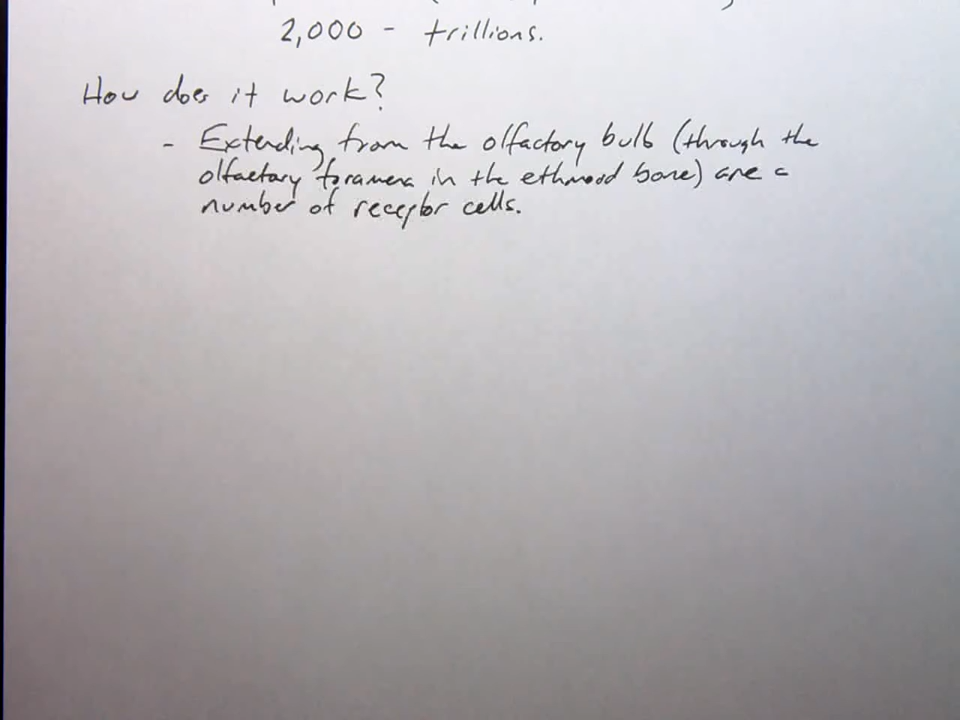 2,000 - trillions.
How does it work?
- Extending from the olfactory bulb (through the
olfactory foramena in the ethmoid bone) are a
number of receptor cells.